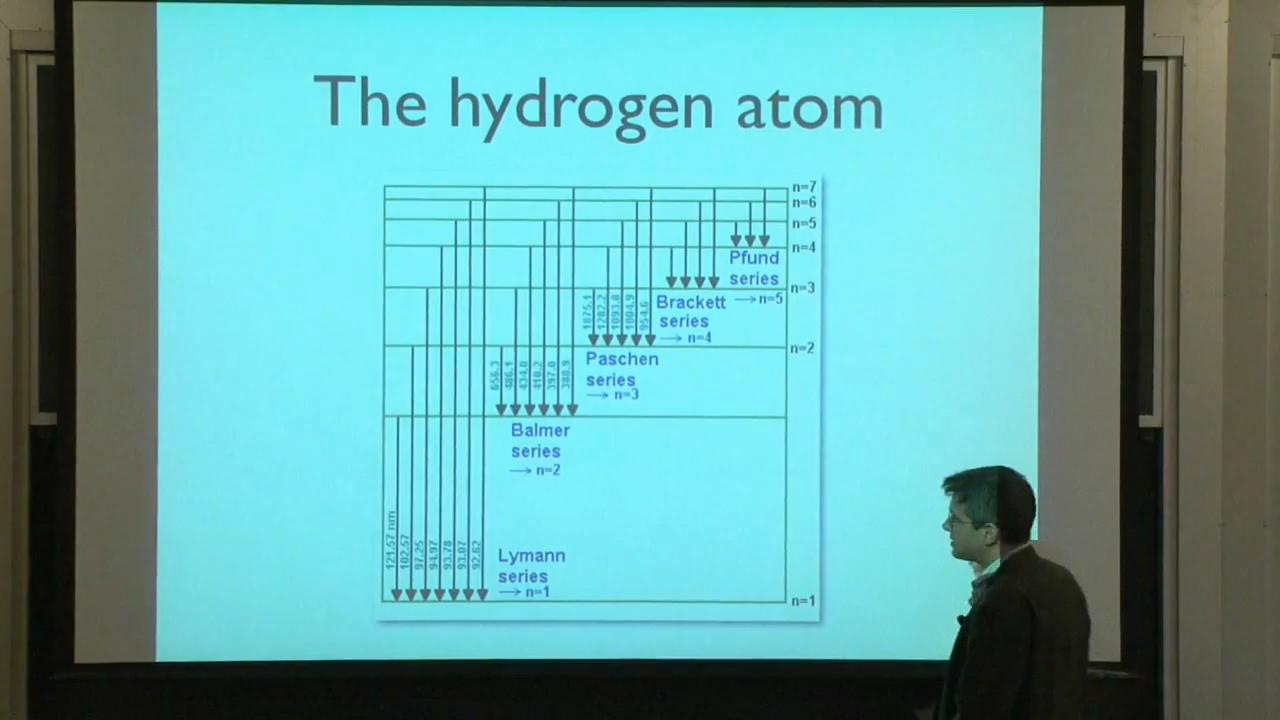 The hydrogen atom
n=7
n=6
n=5
n=4
Pfund
series
→n=5
n=3
1875.1
1282.2
1093.8
1004.9
954.6
Brackett
series
→n=4
n=2
656.3
486.1
434.0
410.2
397.0
388.9
Paschen
series
→n=3
Balmer
series
→n=2
121.57 nm
102.57
97.25
94.97
93.78
93.07
92.62
Lymann
series
→n=1
n=1